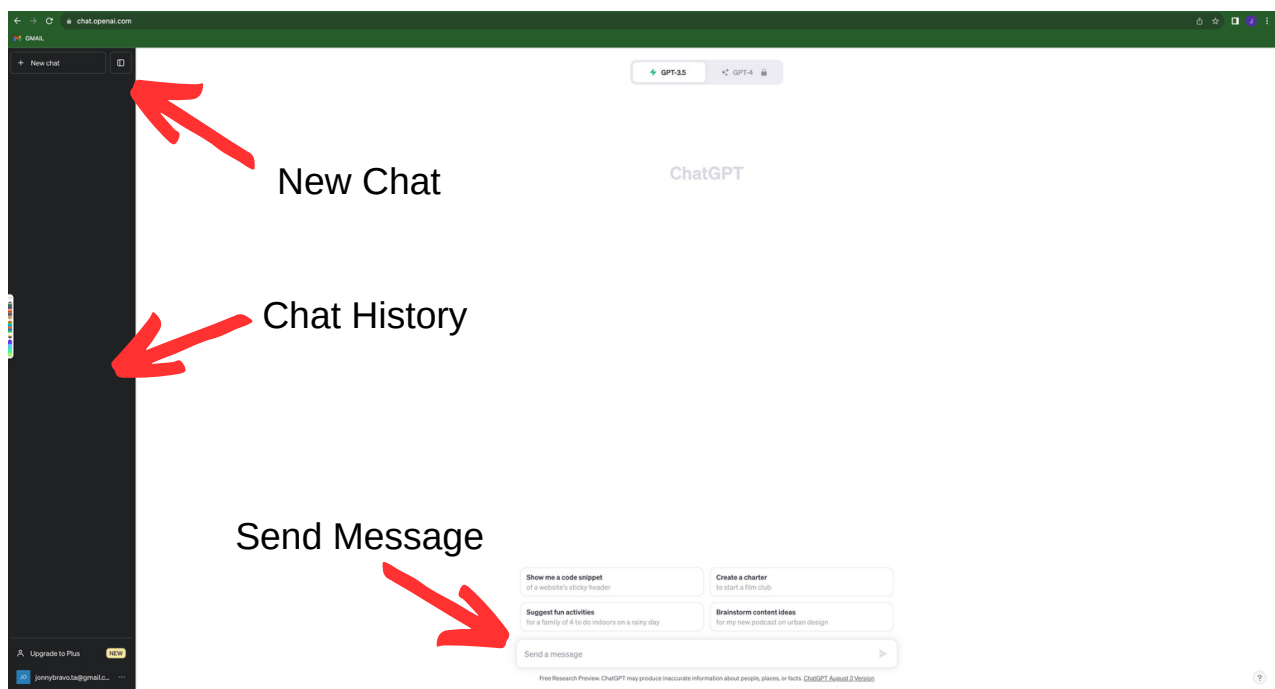 chat.openai.com
J
GMAIL
+ New chat
GPT-3.5
GPT-4
New Chat
ChatGPT
Chat History
Send Message
Show me a code snippet
of a website's sticky header
Create a charter
to start a film club
Suggest fun activities
for a family of 4 to do indoors on a rainy day
Brainstorm content ideas
for my new podcast on urban design
Send a message
Upgrade to Plus NEW
JO jonnybravo.ta@gmail.c... ...
Free Research Preview. ChatGPT may produce inaccurate information about people, places, or facts. ChatGPT August 3 Version
?